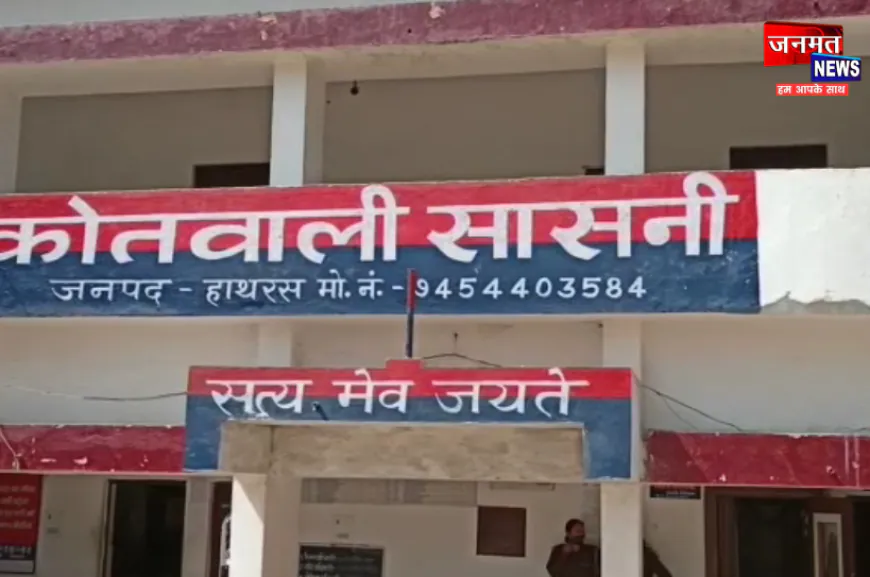 जनमत
NEWS
हम आपके साथ
कोतवाली सासनी
जनपद - हाथरस मो. नं.- 9454403584
सत्य मेव जयते